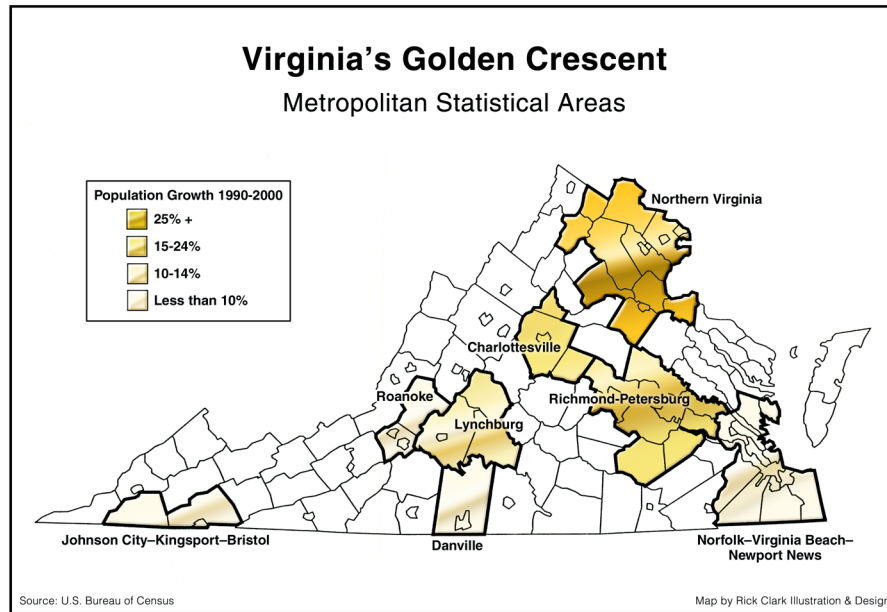 Virginia's Golden Crescent
Metropolitan Statistical Areas
Population Growth 1990-2000
25% +
15-24%
10-14%
Less than 10%
Northern Virginia
Charlottesville
Roanoke
Richmond-Petersburg
Lynchburg
Johnson City–Kingsport–Bristol
Danville
Norfolk–Virginia Beach–
Newport News
Source: U.S. Bureau of Census
Map by Rick Clark Illustration & Design